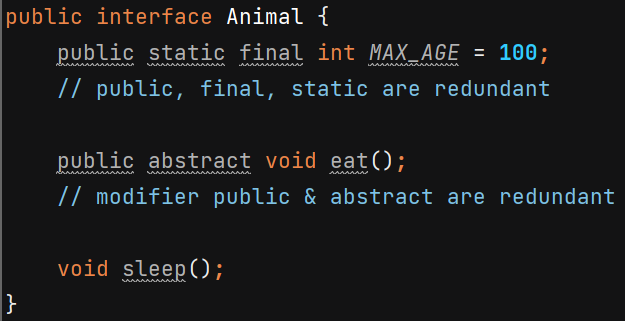 public interface Animal {
public static final int MAX_AGE = 100;
// public, final, static are redundant
public abstract void eat();
// modifier public & abstract are redundant
void sleep();
}